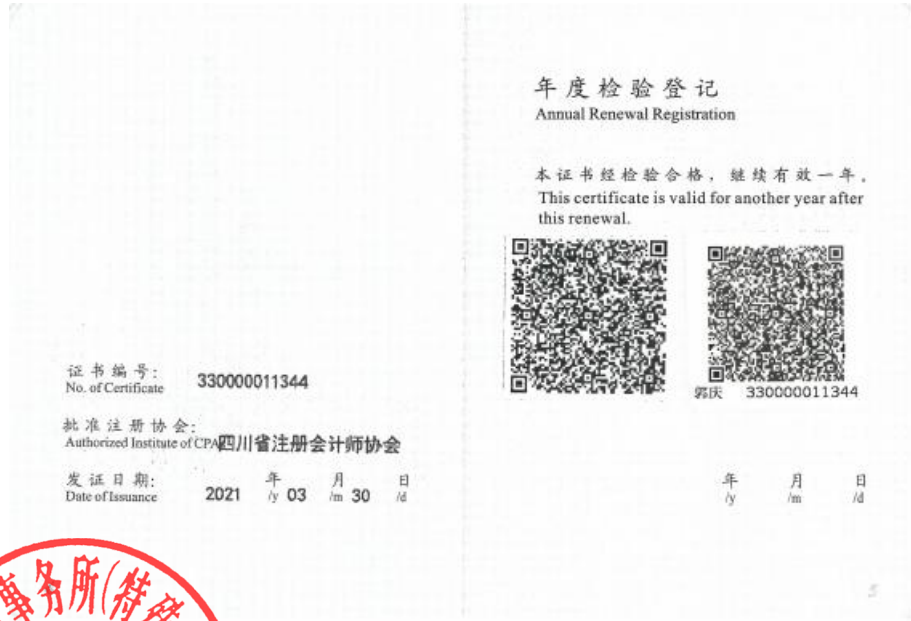 证书编号:
No. of Certificate
330000011344
批准注册协会:
Authorized Institute of CPA
四川省注册会计师协会
发证日期:
Date of Issuance
2021 年 03 月 30 日
/y /m /d
事务所(特殊
年度检验登记
Annual Renewal Registration
本证书经检验合格，继续有效一年。
This certificate is valid for another year after
this renewal.
郭庆 330000011344
年 月 日
/y /m /d
5